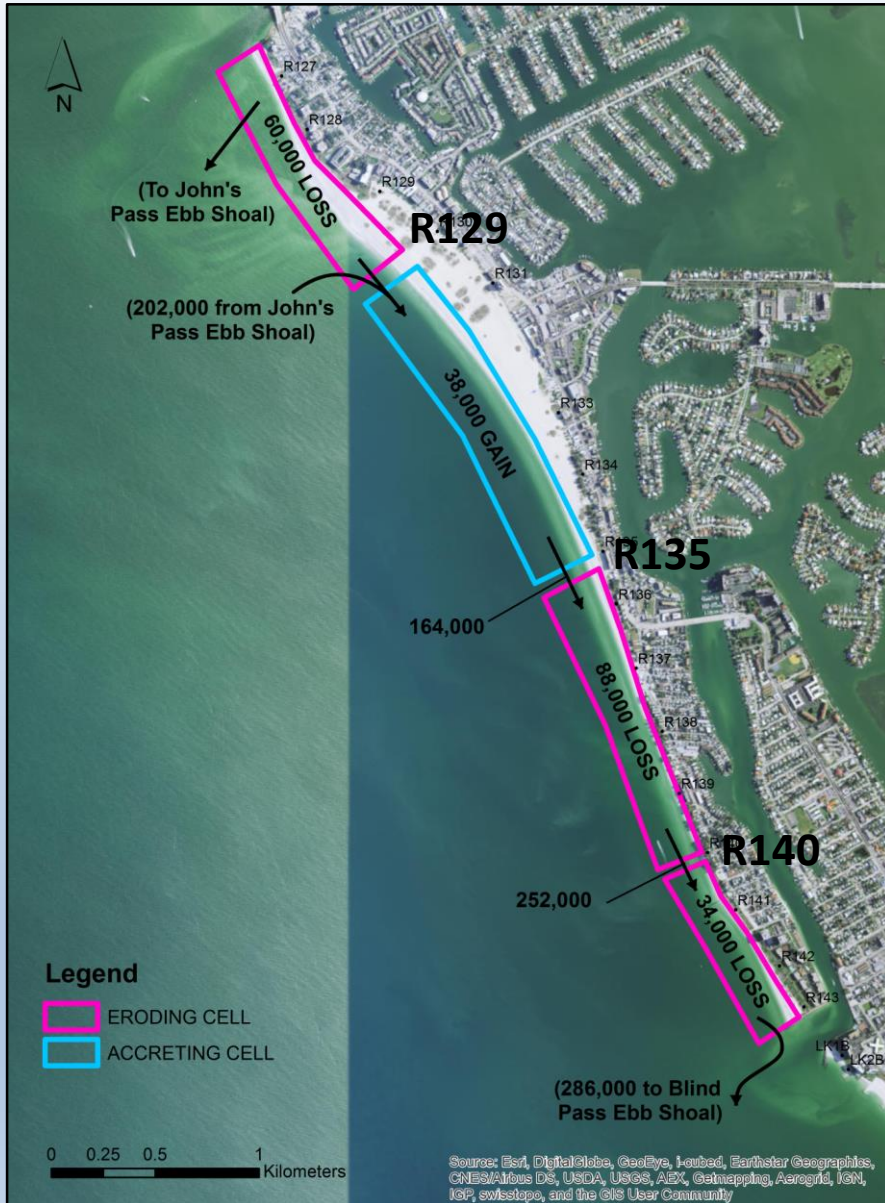 N
R127
R128
60,000 LOSS
(To John's
Pass Ebb Shoal)
R129
R130
R129
R131
(202,000 from John's
Pass Ebb Shoal)
38,000 GAIN
R133
R134
R135
R135
R136
164,000
R137
88,000 LOSS
R138
R139
R140
252,000
R141
34,000 LOSS
R142
R143
LK1B
LK2B
(286,000 to Blind
Pass Ebb Shoal)
Legend
ERODING CELL
ACCRETING CELL
0 0.25 0.5 1
Kilometers
Source: Esri, DigitalGlobe, GeoEye, i-cubed, Earthstar Geographics,
CNES/Airbus DS, USDA, USGS, AEX, Getmapping, Aerogrid, IGN,
IGP, swisstopo, and the GIS User Community